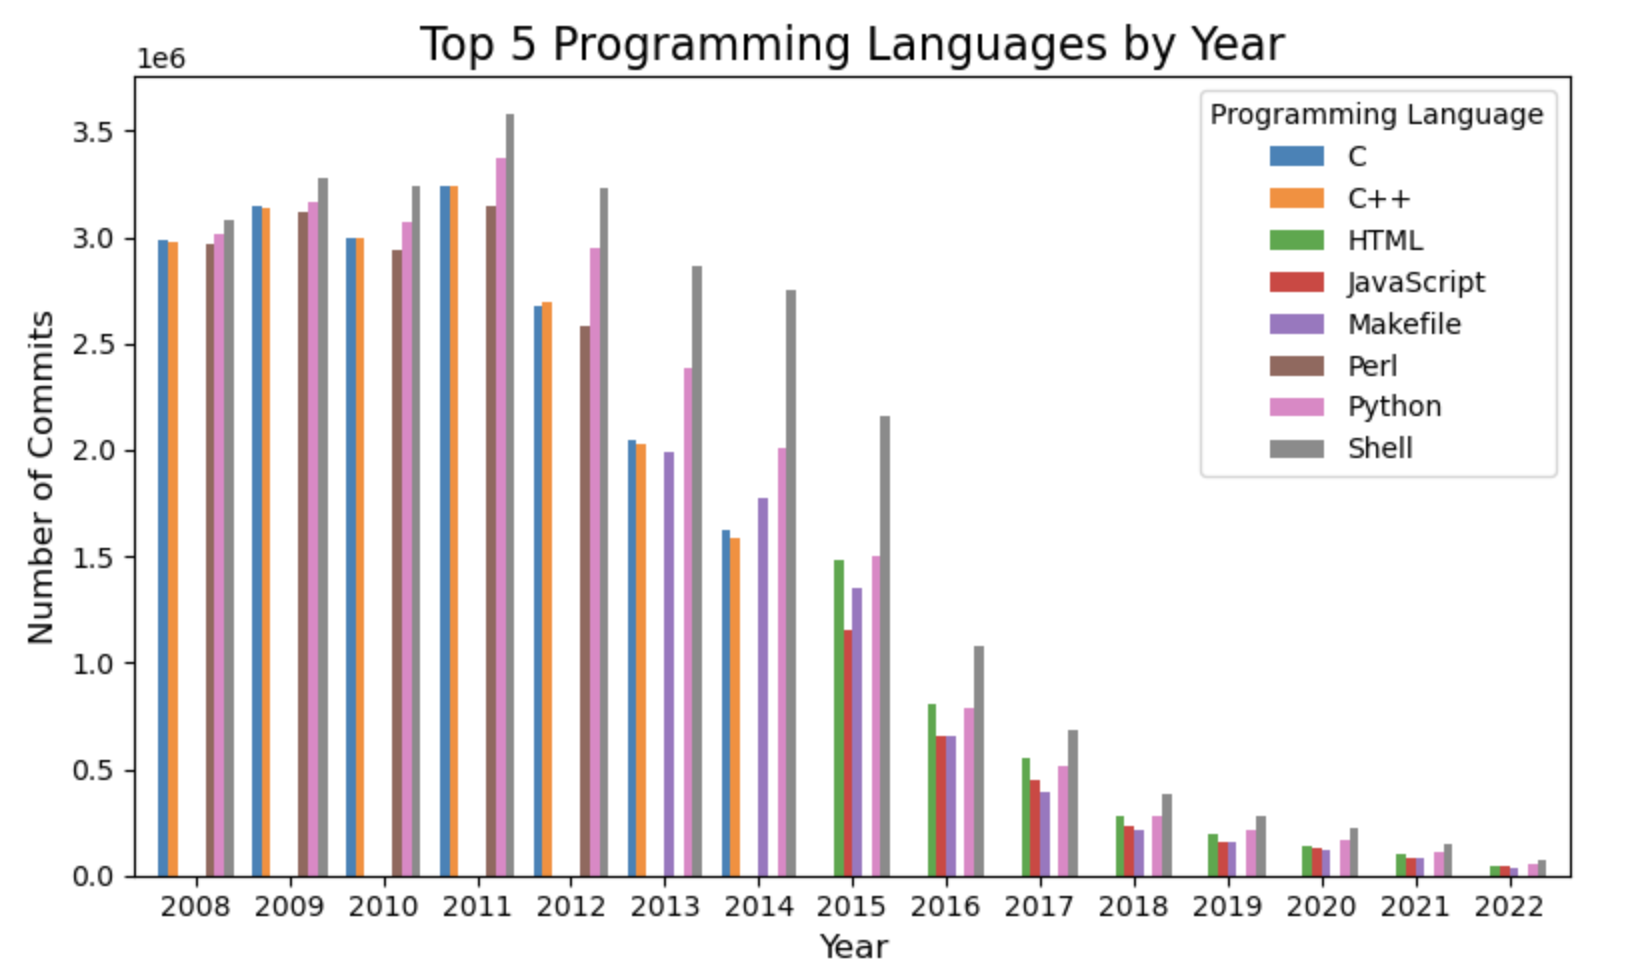 Top 5 Programming Languages by Year
1e6
3.5
3.0
2.5
2.0
1.5
1.0
0.5
0.0
Number of Commits
Programming Language
C
C++
HTML
JavaScript
Makefile
Perl
Python
Shell
2008 2009 2010 2011 2012 2013 2014 2015 2016 2017 2018 2019 2020 2021 2022
Year